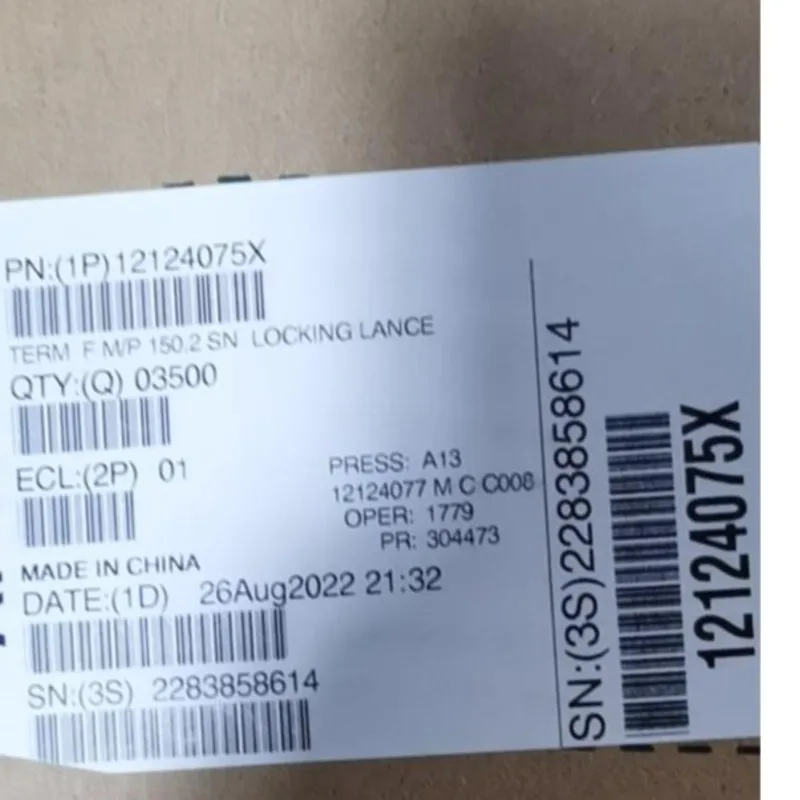 PN:(1P)12124075X
TERM F M/P 150.2 SN LOCKING LANCE
QTY:(Q) 03500
ECL:(2P) 01
PRESS: A13
12124077 M C C008
OPER: 1779
PR: 304473
MADE IN CHINA
DATE:(1D) 26Aug2022 21:32
SN:(3S) 2283858614
SN:(3S)2283858614
12124075X